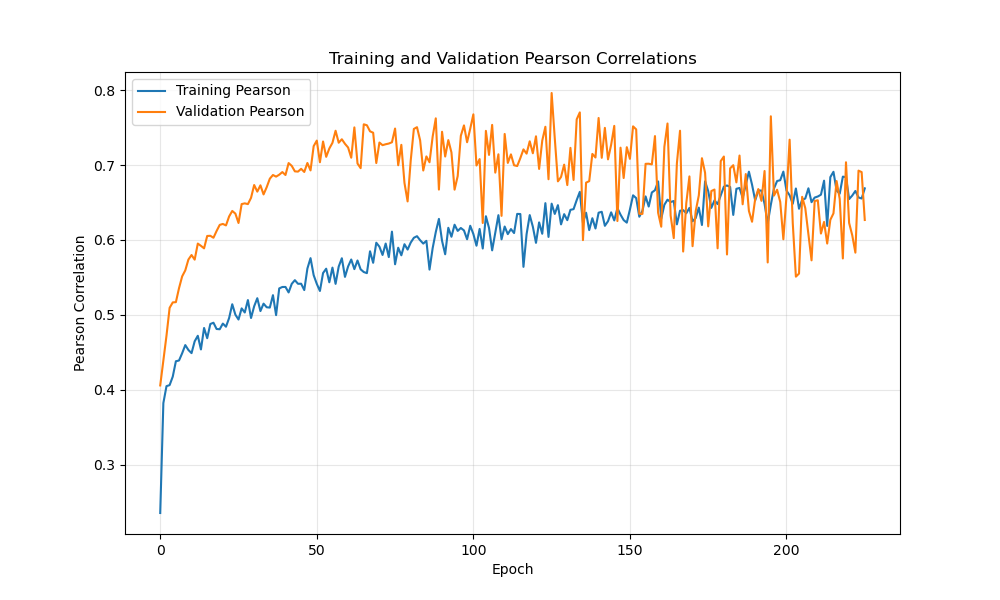 Training and Validation Pearson Correlations
Training Pearson
Validation Pearson
Pearson Correlation
0.8
0.7
0.6
0.5
0.4
0.3
0 50 100 150 200
Epoch